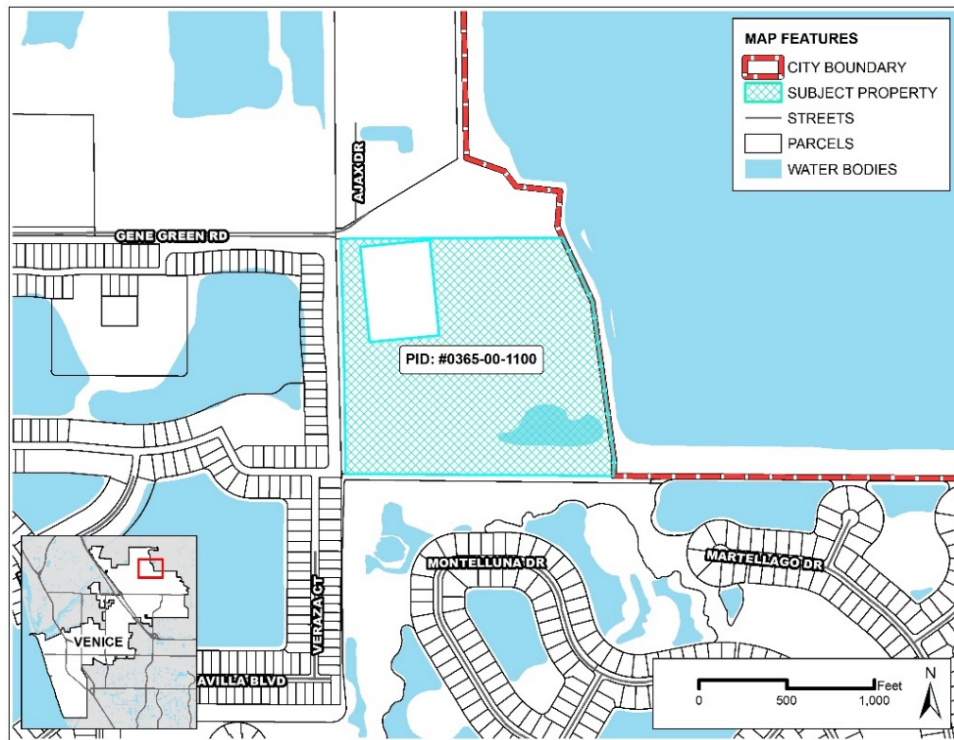 MAP FEATURES
CITY BOUNDARY
SUBJECT PROPERTY
STREETS
PARCELS
WATER BODIES
AJAX DR
GENE GREEN RD
PID: #0365-00-1100
MONTELLUNA DR
MARTELLAGO DR
VERAZA CT
VENICE
AVILLA BLVD
N
Feet
0 500 1,000